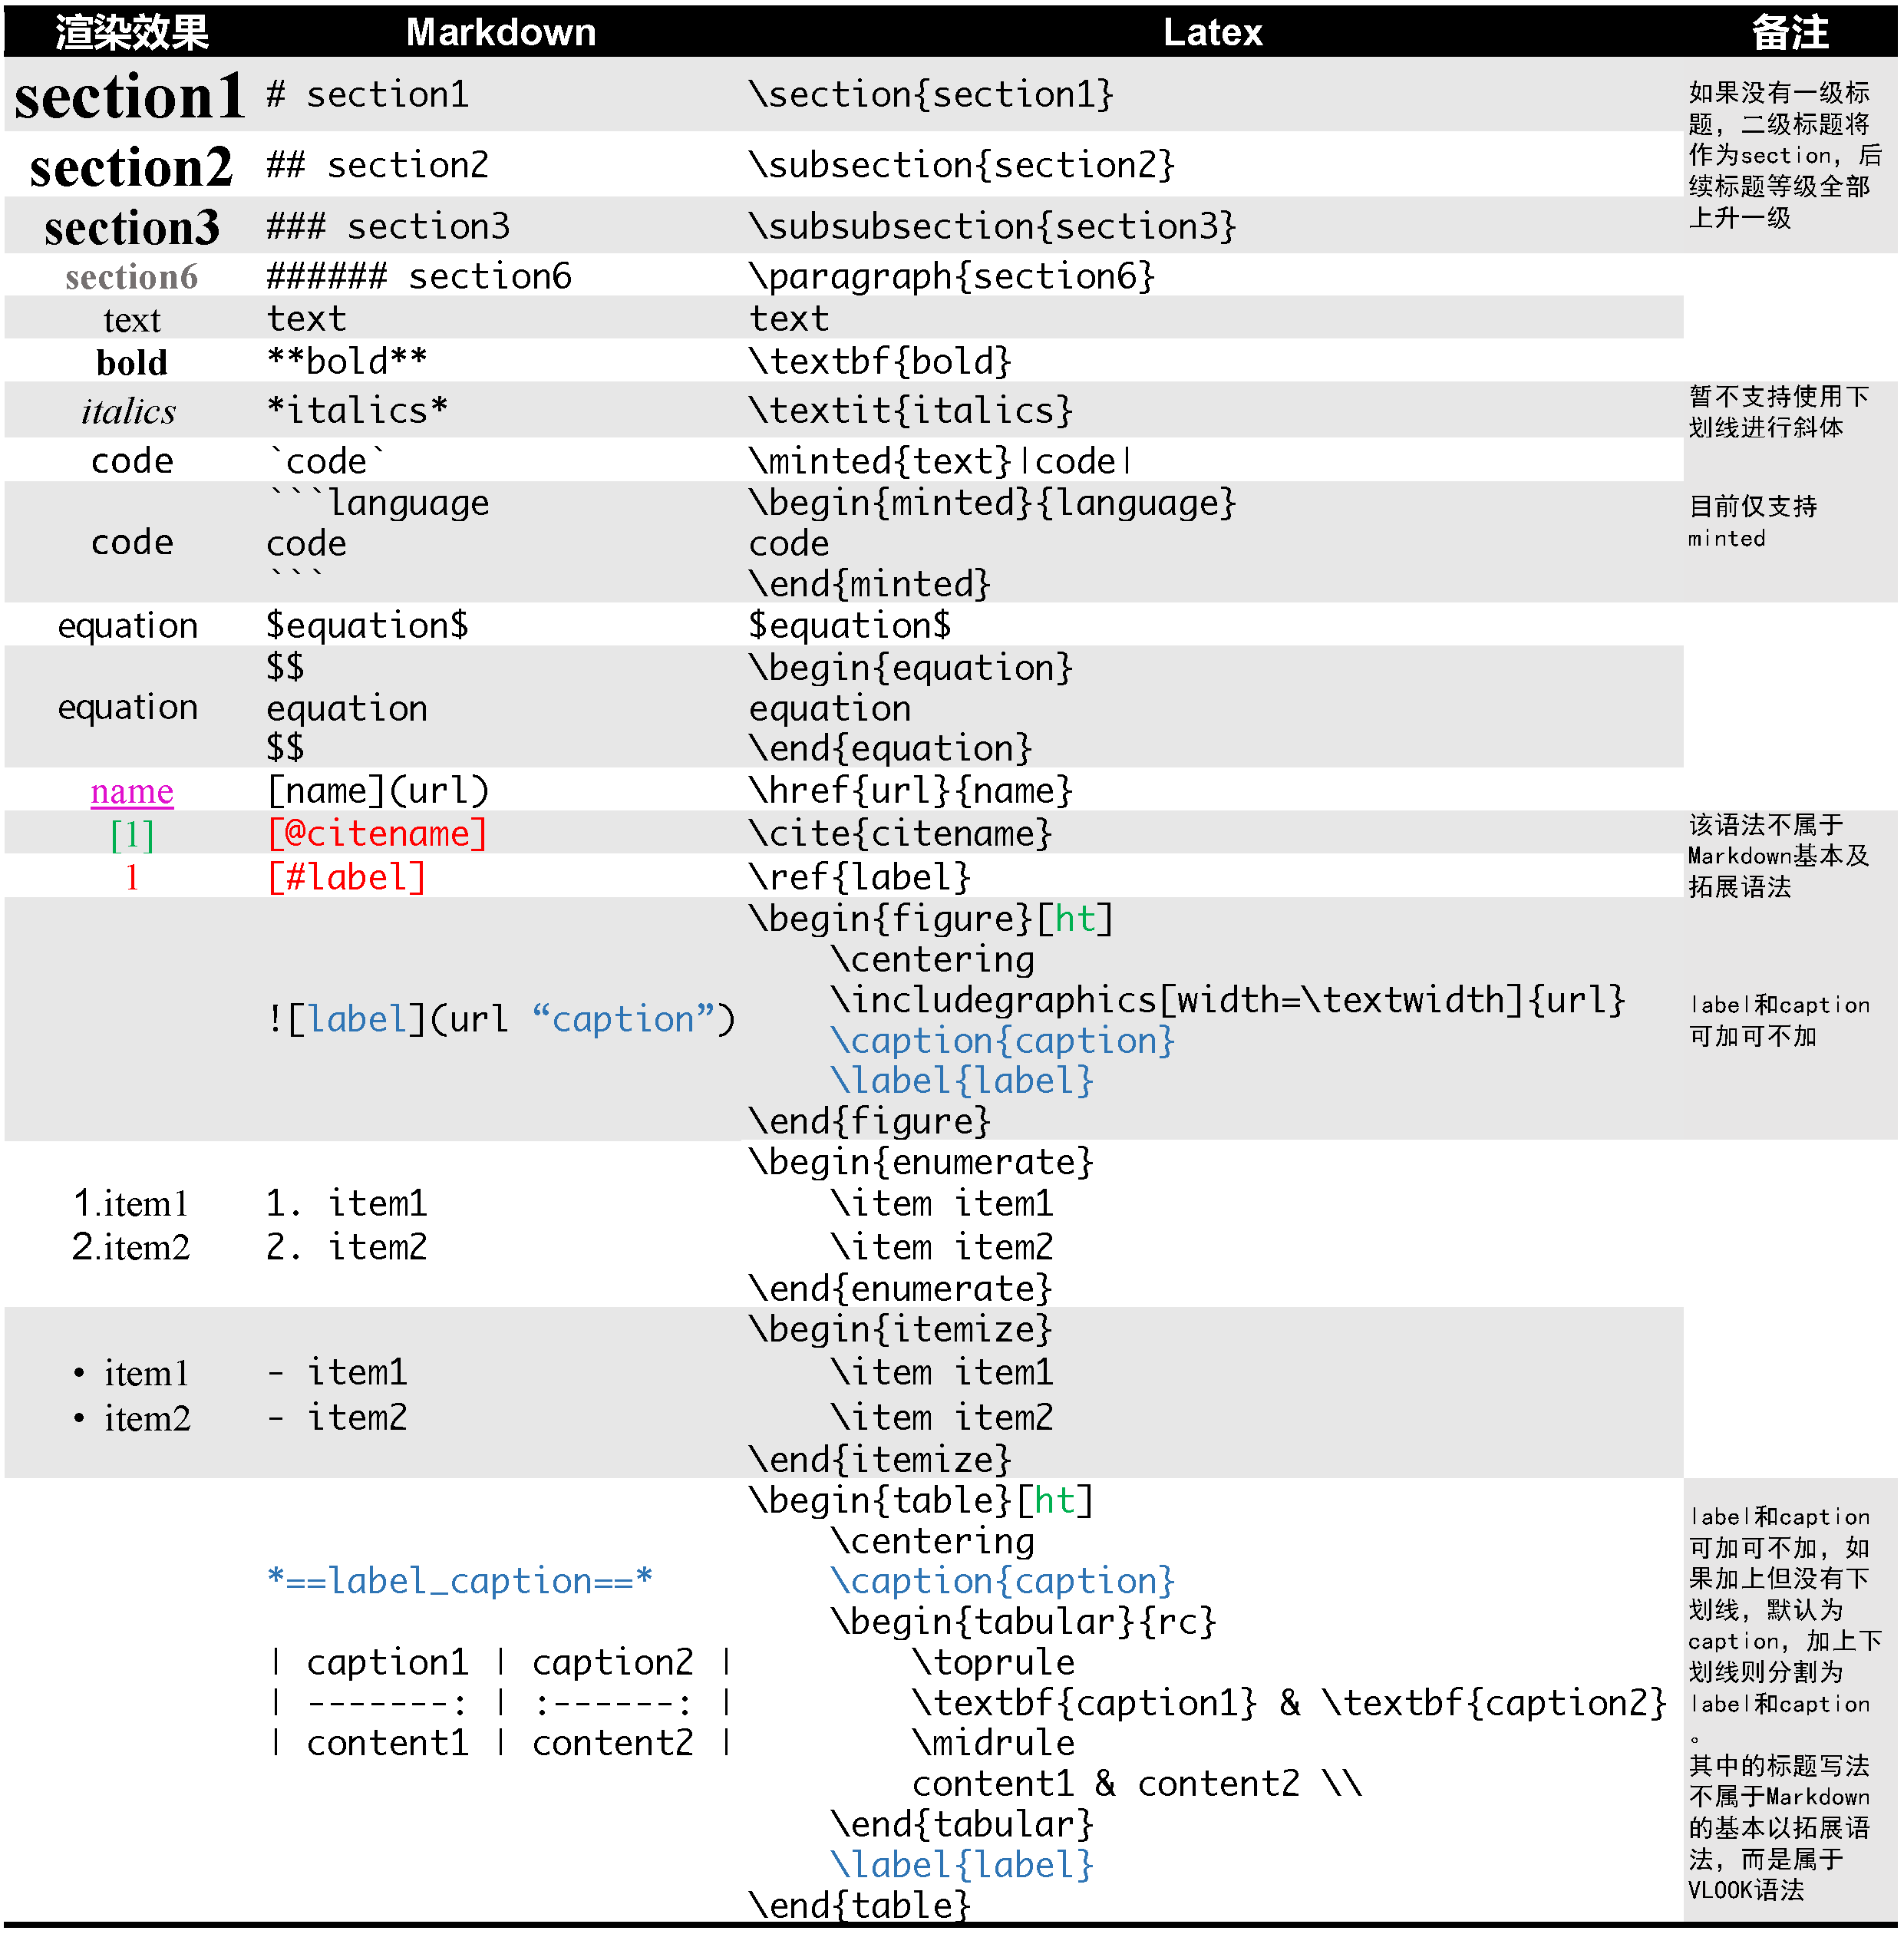 渲染效果 Markdown Latex 备注
section1 # section1 \section{section1}
section2 ## section2 \subsection{section2}
section3 ### section3 \subsubsection{section3}
如果没有一级标
题，二级标题将
作为section，后
续标题等级全部
上升一级
section6 ###### section6 \paragraph{section6}
text text text
bold **bold** \textbf{bold}
italics *italics* \textit{italics}
暂不支持使用下
划线进行斜体
code `code` \minted{text}|code|
```language \begin{minted}{language}
code code code
``` \end{minted}
目前仅支持
minted
equation $equation$ $equation$
$$ \begin{equation}
equation equation equation
$$ \end{equation}
name [name](url) \href{url}{name}
[1] [@citename] \cite{citename}
1 [#label] \ref{label}
该语法不属于
Markdown基本及
拓展语法
![label](url “caption”)
\begin{figure}[ht]
    \centering
    \includegraphics[width=\textwidth]{url}
    \caption{caption}
    \label{label}
\end{figure}
label和caption
可加可不加
\begin{enumerate}
1.item1 1. item1     \item item1
2.item2 2. item2     \item item2
\end{enumerate}
\begin{itemize}
• item1 - item1     \item item1
• item2 - item2     \item item2
\end{itemize}
*==label_caption==*
| caption1 | caption2 |
| -------: | :------: |
| content1 | content2 |
\begin{table}[ht]
    \centering
    \caption{caption}
    \begin{tabular}{rc}
        \toprule
        \textbf{caption1} & \textbf{caption2}
        \midrule
        content1 & content2 \\
    \end{tabular}
    \label{label}
\end{table}
label和caption
可加可不加，如
果加上但没有下
划线，默认为
caption，加上下
划线则分割为
label和caption
。
其中的标题写法
不属于Markdown
的基本以拓展语
法，而是属于
VLOOK语法